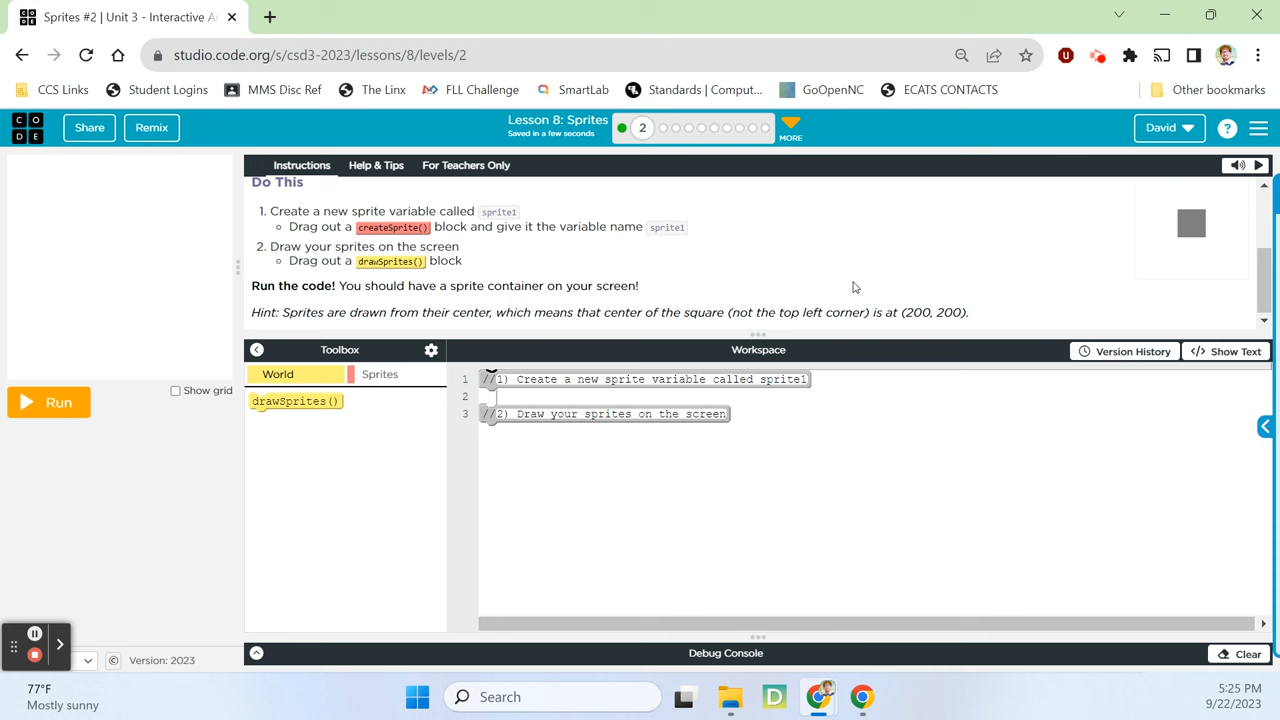 Sprites #2 | Unit 3 - Interactive A
studio.code.org/s/csd3-2023/lessons/8/levels/2
CCS Links
Student Logins
MMS Disc Ref
The Linx
FLL Challenge
SmartLab
Standards | Comput...
GoOpenNC
ECATS CONTACTS
Other bookmarks
CO
DE
Share
Remix
Lesson 8: Sprites
Saved in a few seconds
2
MORE
David
?
Instructions
Help & Tips
For Teachers Only
Do This
1. Create a new sprite variable called sprite1
Drag out a createSprite() block and give it the variable name sprite1
2. Draw your sprites on the screen
Drag out a drawSprites() block
Run the code! You should have a sprite container on your screen!
Hint: Sprites are drawn from their center, which means that center of the square (not the top left corner) is at (200, 200).
Toolbox
Workspace
Version History
</> Show Text
World
Sprites
drawSprites()
1 //1) Create a new sprite variable called sprite1
2
3 //2) Draw your sprites on the screen
Run
Show grid
Debug Console
Clear
© Version: 2023
77°F
Mostly sunny
Search
D
5:25 PM
9/22/2023